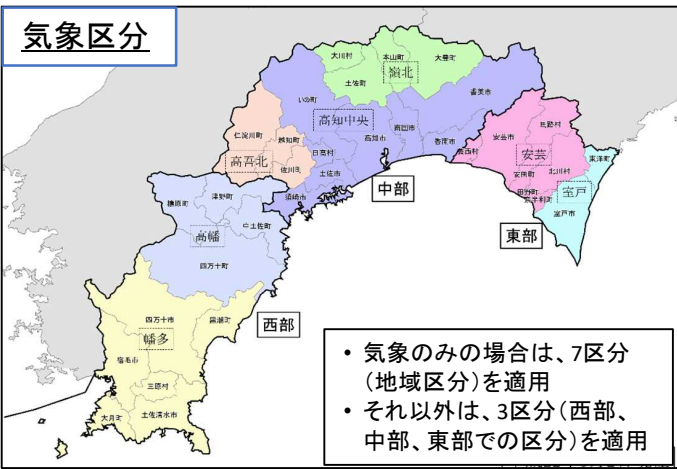 気象区分
大川村
本山町
大豊町
土佐町
嶺北
いの町
香美市
高知中央
仁淀川町
越知町
高知市
南国市
香南市
日高村
高吾北
佐川町
土佐市
須崎市
中部
馬路村
安芸市
芸西村
安芸
東洋町
北川村
安田町
田野町
奈半利町
室戸
室戸市
東部
津野町
梼原町
中土佐町
高幡
四万十町
四万十市
黒潮町
西部
幡多
宿毛市
三原村
大月町
土佐清水市
• 気象のみの場合は、7区分
(地域区分)を適用
• それ以外は、3区分(西部、
中部、東部での区分)を適用